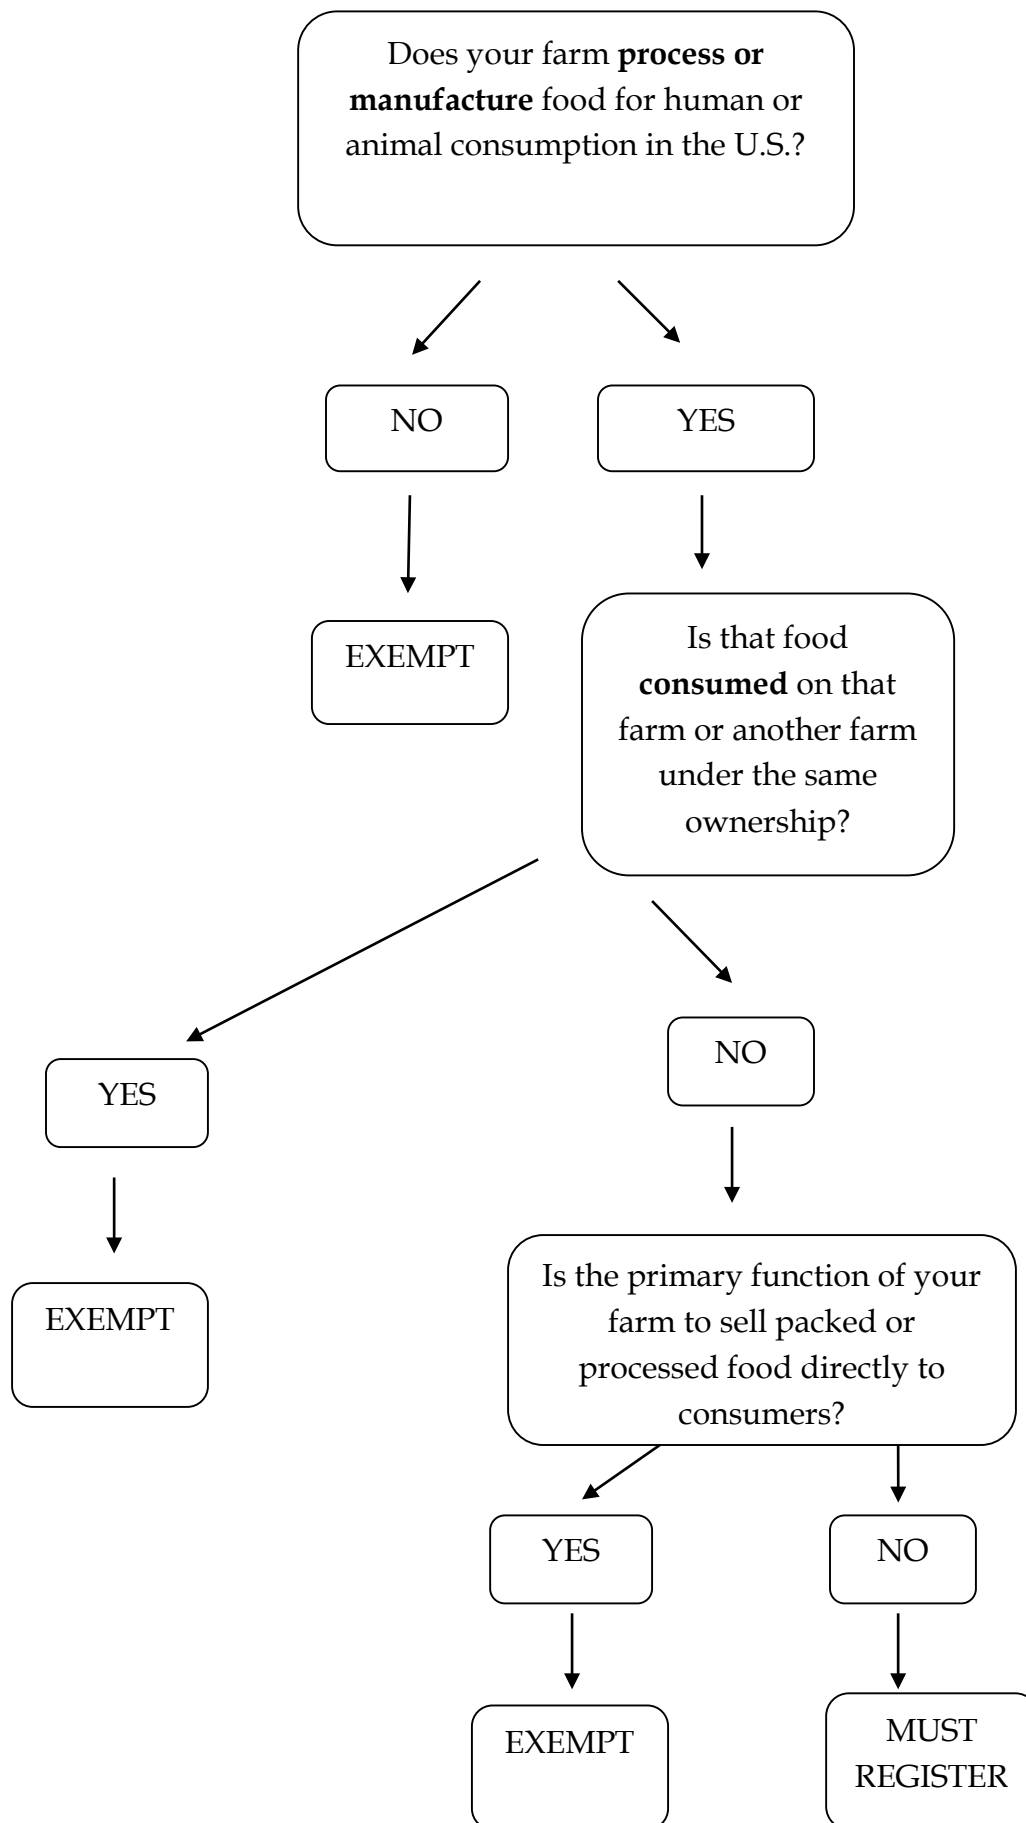 Does your farm process or
manufacture food for human or
animal consumption in the U.S.?
NO
YES
EXEMPT
Is that food
consumed on that
farm or another farm
under the same
ownership?
YES
NO
EXEMPT
Is the primary function of your
farm to sell packed or
processed food directly to
consumers?
YES
NO
EXEMPT
MUST
REGISTER